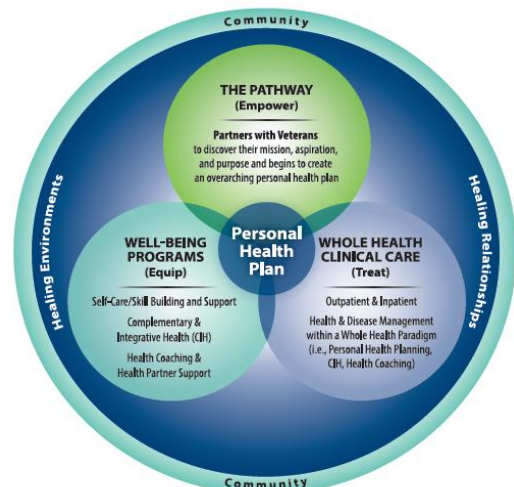 Community
THE PATHWAY
(Empower)
Partners with Veterans
to discover their mission, aspiration,
and purpose and begins to create
an overarching personal health plan
Healing Environments
Healing Relationships
Personal
Health
Plan
WELL-BEING
PROGRAMS
(Equip)
Self-Care/Skill Building and Support
Complementary &
Integrative Health (CIH)
Health Coaching &
Health Partner Support
WHOLE HEALTH
CLINICAL CARE
(Treat)
Outpatient & Inpatient
Health & Disease Management
within a Whole Health Paradigm
(i.e., Personal Health Planning,
CIH, Health Coaching)
Community